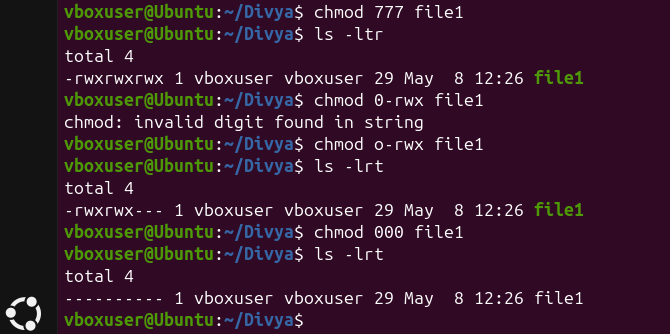 vboxuser@Ubuntu:~/Divya$ chmod 777 file1
vboxuser@Ubuntu:~/Divya$ ls -ltr
total 4
-rwxrwxrwx 1 vboxuser vboxuser 29 May  8 12:26 file1
vboxuser@Ubuntu:~/Divya$ chmod 0-rwx file1
chmod: invalid digit found in string
vboxuser@Ubuntu:~/Divya$ chmod o-rwx file1
vboxuser@Ubuntu:~/Divya$ ls -lrt
total 4
-rwxrwx--- 1 vboxuser vboxuser 29 May  8 12:26 file1
vboxuser@Ubuntu:~/Divya$ chmod 000 file1
vboxuser@Ubuntu:~/Divya$ ls -lrt
total 4
---------- 1 vboxuser vboxuser 29 May  8 12:26 file1
vboxuser@Ubuntu:~/Divya$